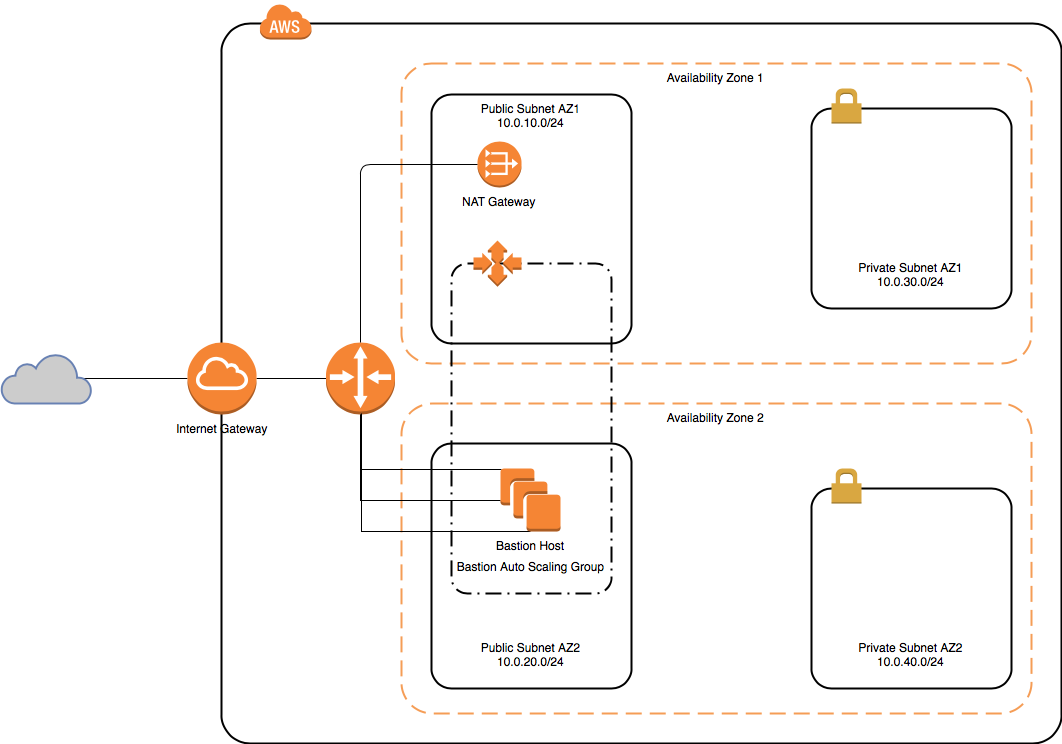 AWS
Availability Zone 1
Public Subnet AZ1
10.0.10.0/24
NAT Gateway
Private Subnet AZ1
10.0.30.0/24
Internet Gateway
Availability Zone 2
Bastion Host
Bastion Auto Scaling Group
Public Subnet AZ2
10.0.20.0/24
Private Subnet AZ2
10.0.40.0/24